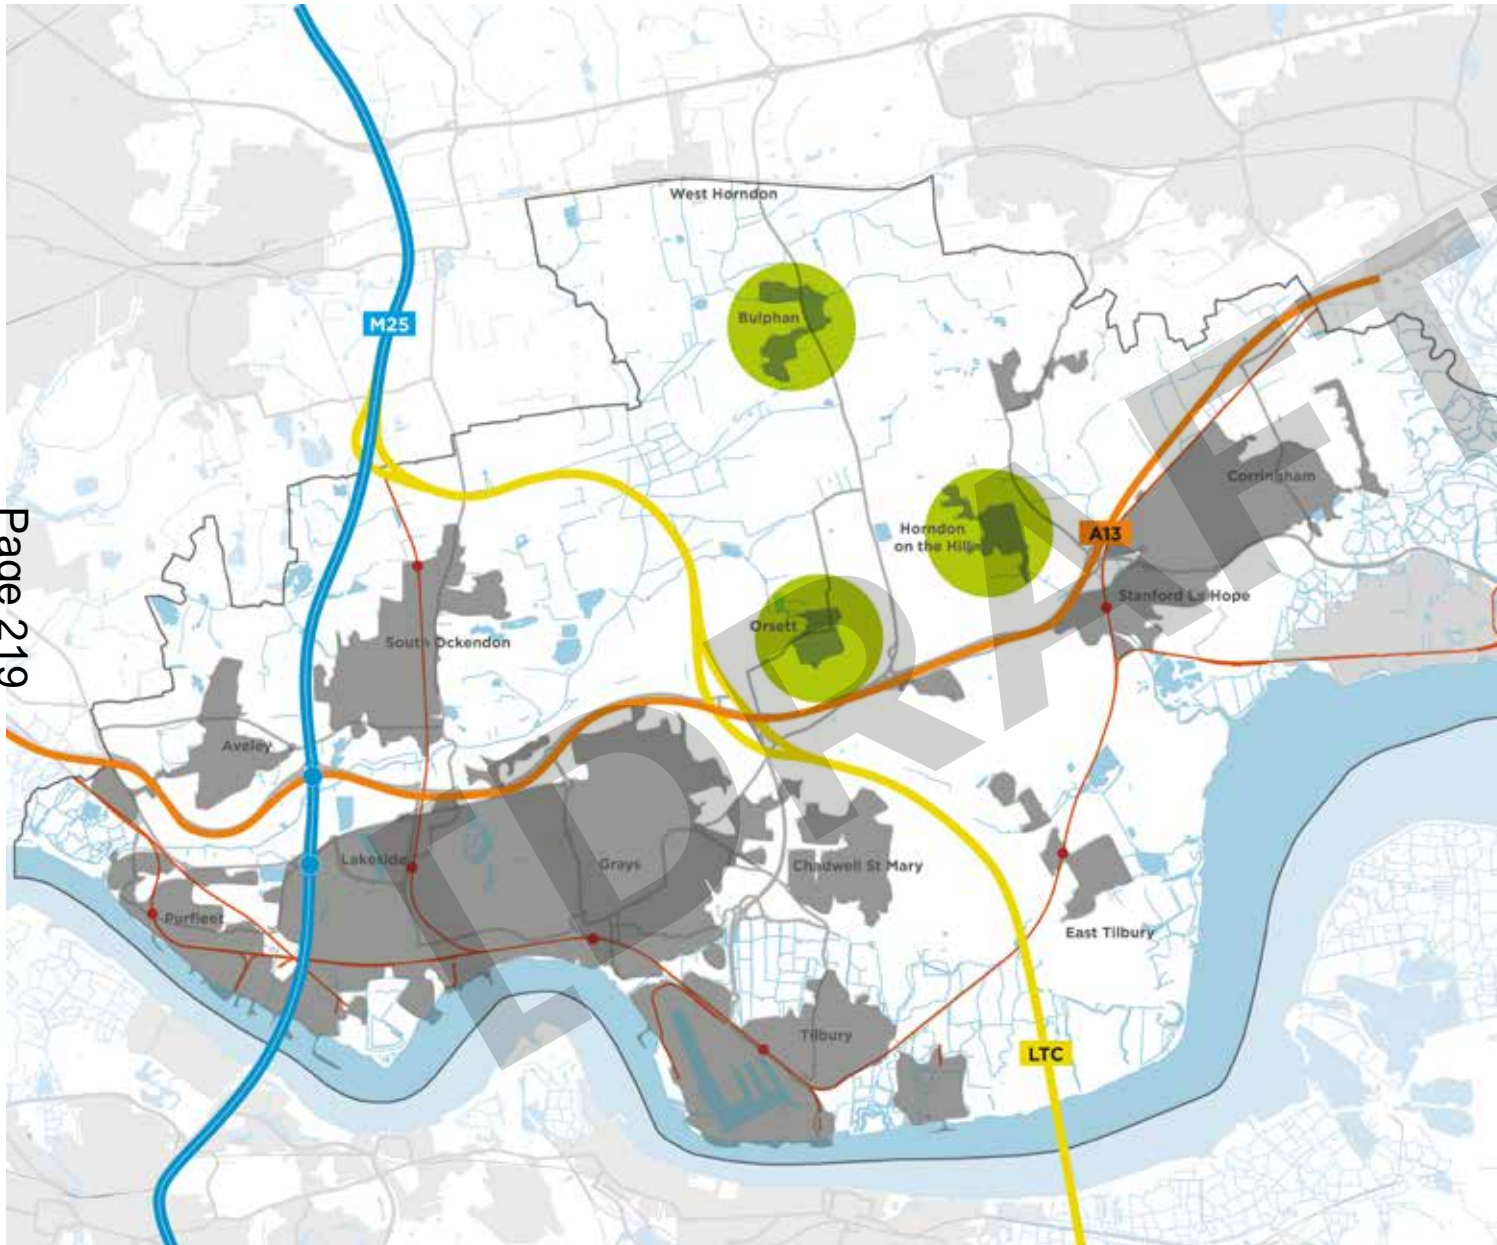 West Horndon
Bulphan
M25
Corringham
Horndon
on the Hill
A13
Stanford Le Hope
Orsett
South Ockendon
Aveley
Lakeside
Grays
Chadwell St Mary
Purfleet
East Tilbury
Tilbury
LTC
Page 219
DRAFT